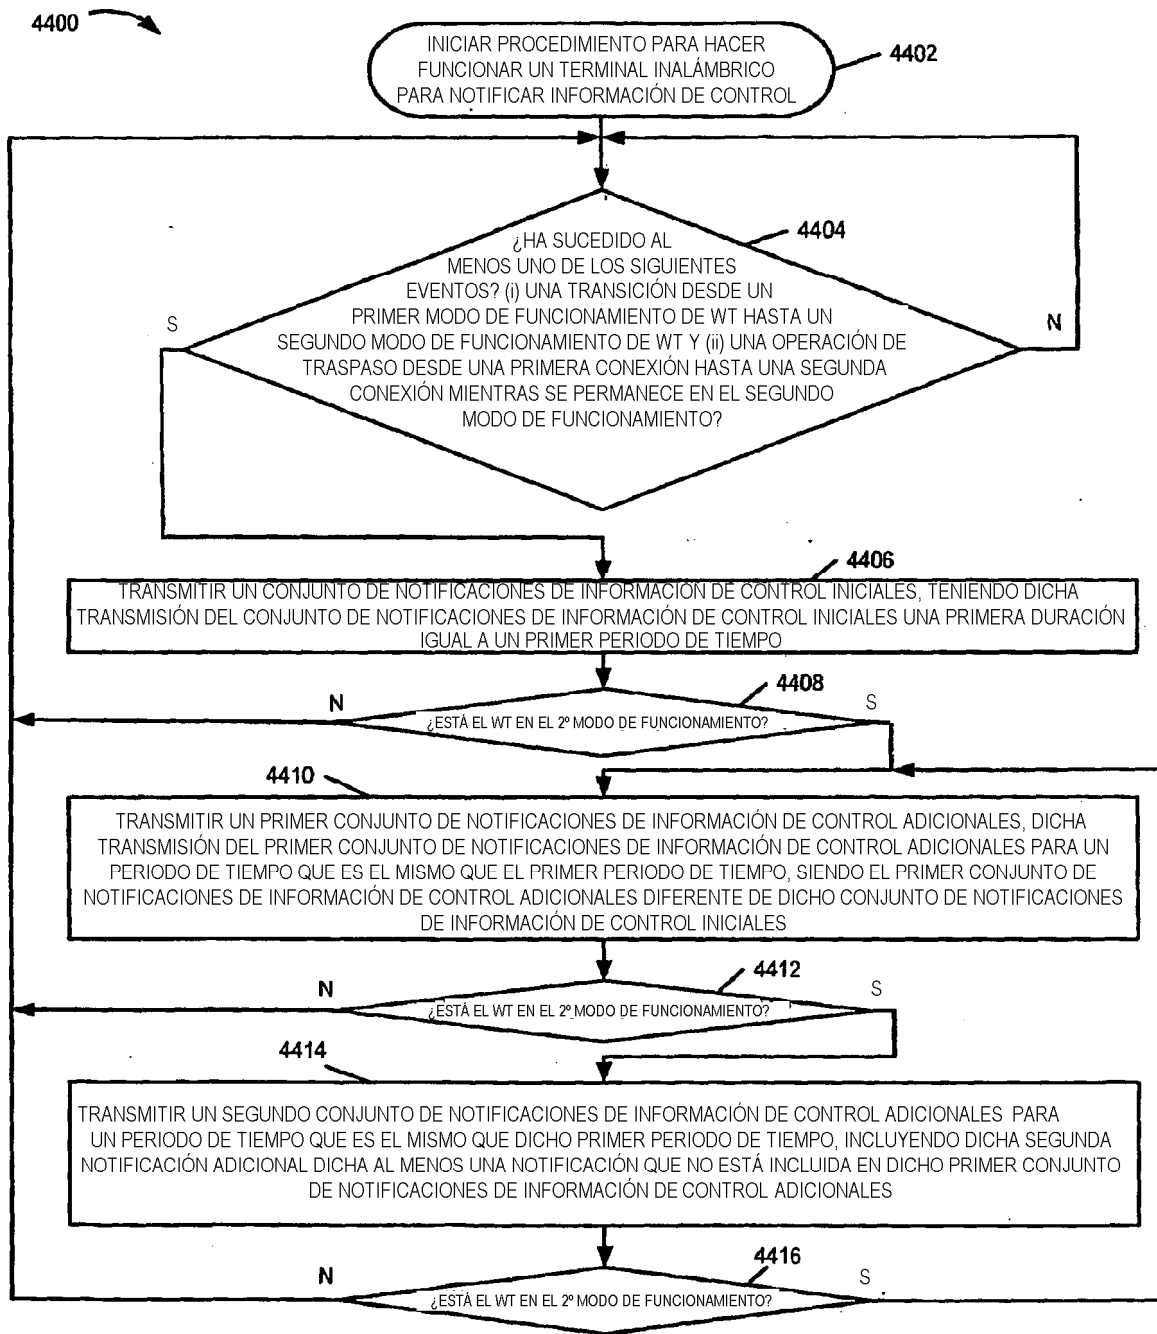 4400
INICIAR PROCEDIMIENTO PARA HACER
FUNCIONAR UN TERMINAL INALÁMBRICO
PARA NOTIFICAR INFORMACIÓN DE CONTROL
4402
4404
¿HA SUCEDIDO AL
MENOS UNO DE LOS SIGUIENTES
EVENTOS? (i) UNA TRANSICIÓN DESDE UN
PRIMER MODO DE FUNCIONAMIENTO DE WT HASTA UN
SEGUNDO MODO DE FUNCIONAMIENTO DE WT Y (ii) UNA OPERACIÓN DE
TRASPASO DESDE UNA PRIMERA CONEXIÓN HASTA UNA SEGUNDA
CONEXIÓN MIENTRAS SE PERMANECE EN EL SEGUNDO
MODO DE FUNCIONAMIENTO?
S
N
4406
TRANSMITIR UN CONJUNTO DE NOTIFICACIONES DE INFORMACIÓN DE CONTROL INICIALES, TENIENDO DICHA
TRANSMISIÓN DEL CONJUNTO DE NOTIFICACIONES DE INFORMACIÓN DE CONTROL INICIALES UNA PRIMERA DURACIÓN
IGUAL A UN PRIMER PERIODO DE TIEMPO
4408
N
¿ESTÁ EL WT EN EL 2º MODO DE FUNCIONAMIENTO?
S
4410
TRANSMITIR UN PRIMER CONJUNTO DE NOTIFICACIONES DE INFORMACIÓN DE CONTROL ADICIONALES, DICHA
TRANSMISIÓN DEL PRIMER CONJUNTO DE NOTIFICACIONES DE INFORMACIÓN DE CONTROL ADICIONALES PARA UN
PERIODO DE TIEMPO QUE ES EL MISMO QUE EL PRIMER PERIODO DE TIEMPO, SIENDO EL PRIMER CONJUNTO DE
NOTIFICACIONES DE INFORMACIÓN DE CONTROL ADICIONALES DIFERENTE DE DICHO CONJUNTO DE NOTIFICACIONES
DE INFORMACIÓN DE CONTROL INICIALES
4412
N
¿ESTÁ EL WT EN EL 2º MODO DE FUNCIONAMIENTO?
S
4414
TRANSMITIR UN SEGUNDO CONJUNTO DE NOTIFICACIONES DE INFORMACIÓN DE CONTROL ADICIONALES PARA
UN PERIODO DE TIEMPO QUE ES EL MISMO QUE DICHO PRIMER PERIODO DE TIEMPO, INCLUYENDO DICHA SEGUNDA
NOTIFICACIÓN ADICIONAL DICHA AL MENOS UNA NOTIFICACIÓN QUE NO ESTÁ INCLUIDA EN DICHO PRIMER CONJUNTO
DE NOTIFICACIONES DE INFORMACIÓN DE CONTROL ADICIONALES
4416
N
¿ESTÁ EL WT EN EL 2º MODO DE FUNCIONAMIENTO?
S